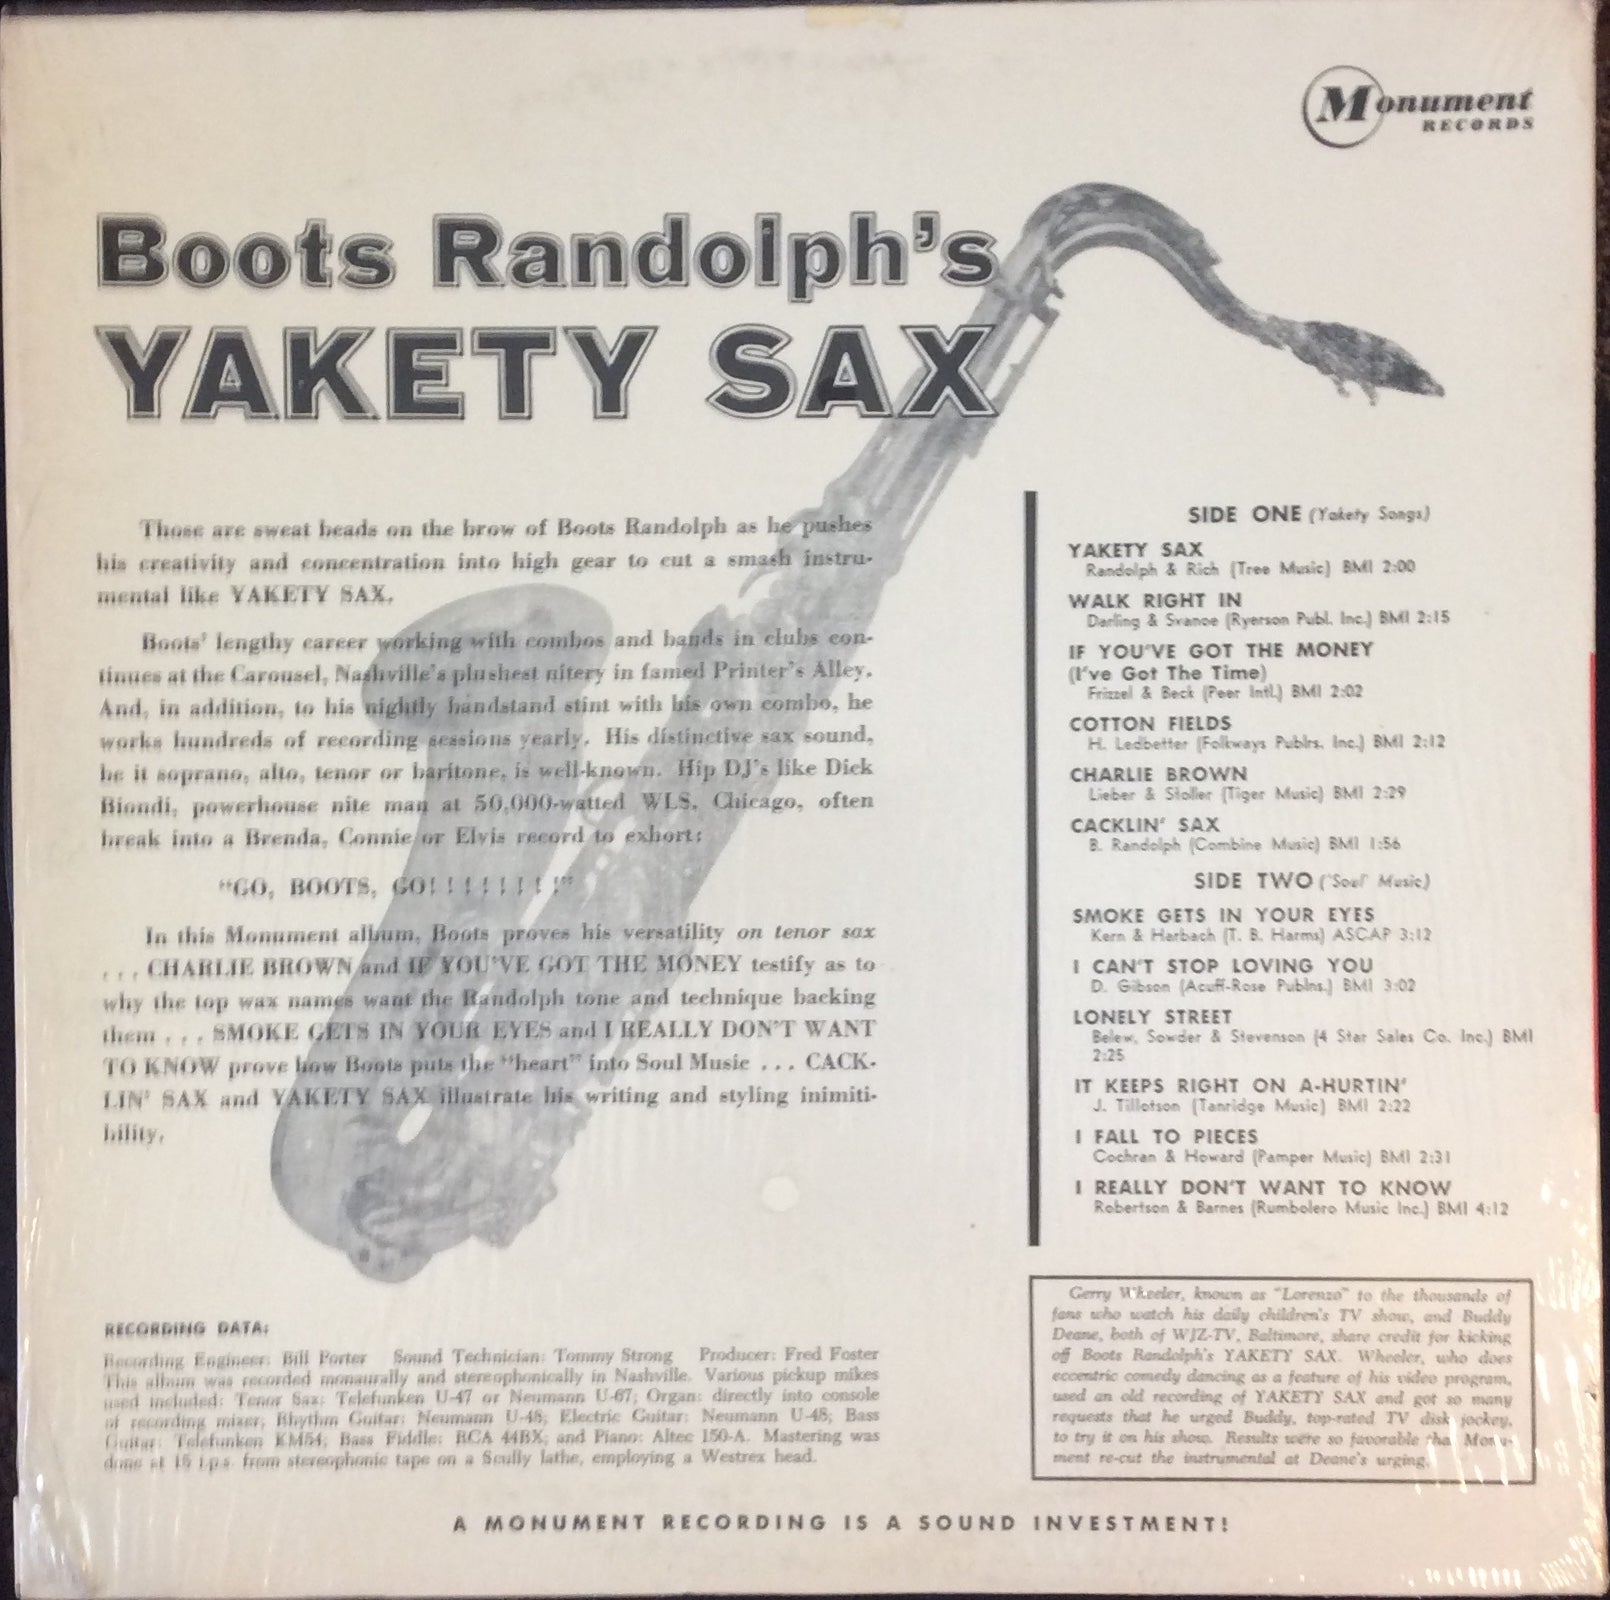 Monument
RECORDS
Boots Randolph's
YAKETY SAX
Those are sweat beads on the brow of Boots Randolph as he pushes
his creativity and concentration into high gear to cut a smash instru-
mental like YAKETY SAX.
Boots' lengthy career working with combos and bands in clubs con-
tinues at the Carousel, Nashville's plushest nitery in famed Printer's Alley.
And, in addition, to his nightly bandstand stint with his own combo, he
works hundreds of recording sessions yearly. His distinctive sax sound,
be it soprano, alto, tenor or baritone, is well-known. Hip DJ's like Dick
Biondi, powerhouse nite man at 50,000-watted WLS, Chicago, often
break into a Brenda, Connie or Elvis record to exhort:
"GO, BOOTS, GO! ! ! ! ! ! ! !"
In this Monument album, Boots proves his versatility on tenor sax
. . . CHARLIE BROWN and IF YOU'VE GOT THE MONEY testify as to
why the top wax names want the Randolph tone and technique backing
them . . . SMOKE GETS IN YOUR EYES and I REALLY DON'T WANT
TO KNOW prove how Boots puts the "heart" into Soul Music . . . CACK-
LIN' SAX and YAKETY SAX illustrate his writing and styling inimiti-
bility.
SIDE ONE (Yakety Songs)
YAKETY SAX
Randolph & Rich (Tree Music) BMI 2:00
WALK RIGHT IN
Darling & Svanoe (Ryerson Publ. Inc.) BMI 2:15
IF YOU'VE GOT THE MONEY
(I've Got The Time)
Frizzel & Beck (Peer Intl.) BMI 2:02
COTTON FIELDS
H. Ledbetter (Folkways Publrs. Inc.) BMI 2:12
CHARLIE BROWN
Lieber & Stoller (Tiger Music) BMI 2:29
CACKLIN' SAX
B. Randolph (Combine Music) BMI 1:56
SIDE TWO ('Soul' Music)
SMOKE GETS IN YOUR EYES
Kern & Harbach (T. B. Harms) ASCAP 3:12
I CAN'T STOP LOVING YOU
D. Gibson (Acuff-Rose Publns.) BMI 3:02
LONELY STREET
Belew, Sowder & Stevenson (4 Star Sales Co. Inc.) BMI
2:25
IT KEEPS RIGHT ON A-HURTIN'
J. Tillotson (Tanridge Music) BMI 2:22
I FALL TO PIECES
Cochran & Howard (Pamper Music) BMI 2:31
I REALLY DON'T WANT TO KNOW
Robertson & Barnes (Rumbolero Music Inc.) BMI 4:12
RECORDING DATA:
Recording Engineer: Bill Porter Sound Technician: Tommy Strong Producer: Fred Foster
This album was recorded monaurally and stereophonically in Nashville. Various pickup mikes
used included: Tenor Sax: Telefunken U-47 or Neumann U-67; Organ: directly into console
of recording mixer; Rhythm Guitar: Neumann U-48; Electric Guitar: Neumann U-48; Bass
Guitar: Telefunken KM54; Bass Fiddle: RCA 44BX; and Piano: Altec 150-A. Mastering was
done at 15 i.p.s. from stereophonic tape on a Scully lathe, employing a Westrex head.
Gerry Wheeler, known as "Lorenzo" to the thousands of
fans who watch his daily children's TV show, and Buddy
Deane, both of WJZ-TV, Baltimore, share credit for kicking
off Boots Randolph's YAKETY SAX. Wheeler, who does
eccentric comedy dancing as a feature of his video program,
used an old recording of YAKETY SAX and got so many
requests that he urged Buddy, top-rated TV disk jockey,
to try it on his show. Results were so favorable that Monu-
ment re-cut the instrumental at Deane's urging.
A MONUMENT RECORDING IS A SOUND INVESTMENT!